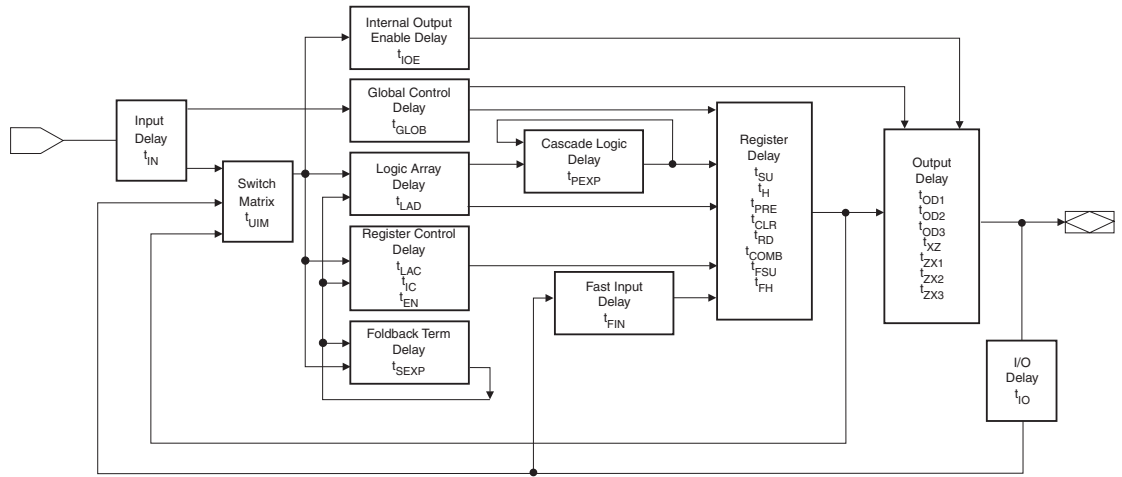 Internal Output
Enable Delay
tIOE
Global Control
Delay
tGLOB
Input
Delay
tIN
Switch
Matrix
tUIM
Logic Array
Delay
tLAD
Cascade Logic
Delay
tPEXP
Register Control
Delay
tLAC
tIC
tEN
Foldback Term
Delay
tSEXP
Fast Input
Delay
tFIN
Register
Delay
tSU
tH
tPRE
tCLR
tRD
tCOMB
tFSU
tFH
Output
Delay
tOD1
tOD2
tOD3
tXZ
tZX1
tZX2
tZX3
I/O
Delay
tIO